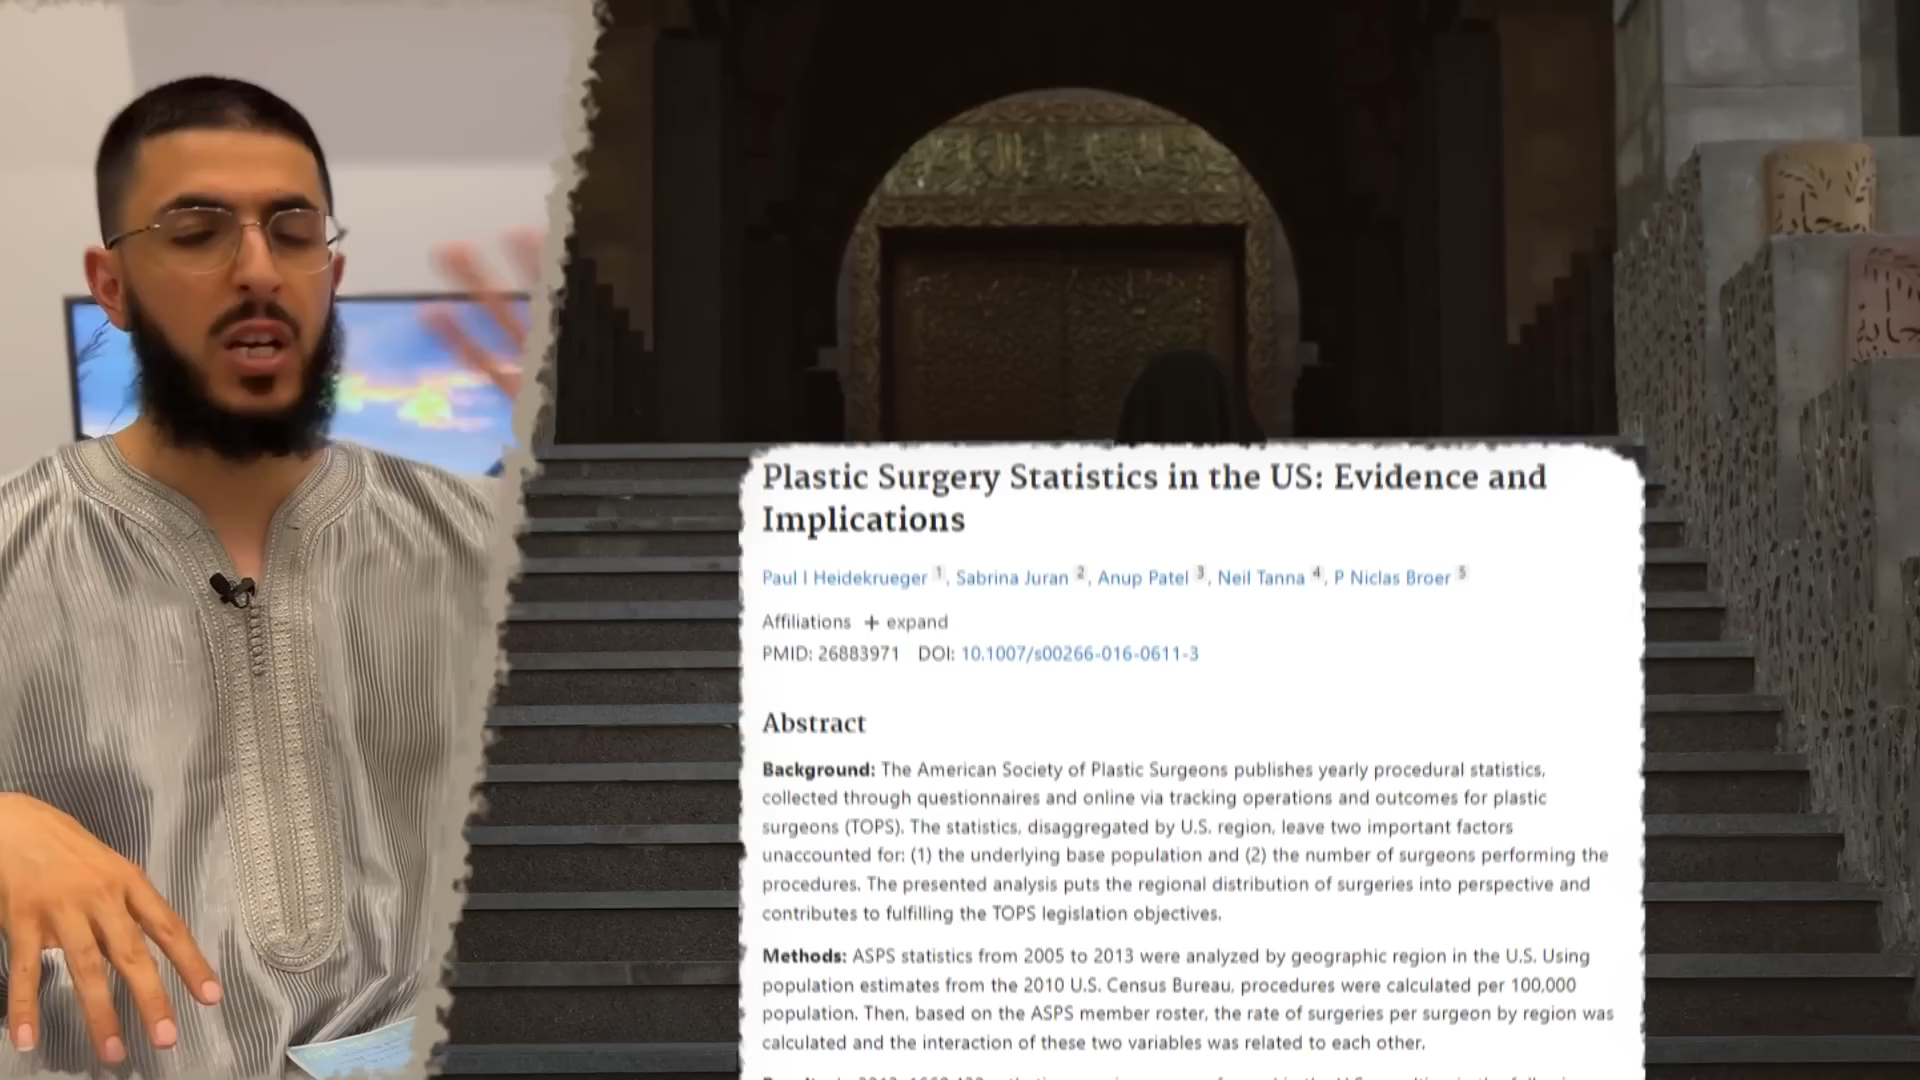 Plastic Surgery Statistics in the US: Evidence and
Implications
Paul I Heidekrueger 1, Sabrina Juran 2, Anup Patel 3, Neil Tanna 4, P Niclas Broer 5
Affiliations + expand
PMID: 26883971 DOI: 10.1007/s00266-016-0611-3
Abstract
Background: The American Society of Plastic Surgeons publishes yearly procedural statistics,
collected through questionnaires and online via tracking operations and outcomes for plastic
surgeons (TOPS). The statistics, disaggregated by U.S. region, leave two important factors
unaccounted for: (1) the underlying base population and (2) the number of surgeons performing the
procedures. The presented analysis puts the regional distribution of surgeries into perspective and
contributes to fulfilling the TOPS legislation objectives.
Methods: ASPS statistics from 2005 to 2013 were analyzed by geographic region in the U.S. Using
population estimates from the 2010 U.S. Census Bureau, procedures were calculated per 100,000
population. Then, based on the ASPS member roster, the rate of surgeries per surgeon by region was
calculated and the interaction of these two variables was related to each other.